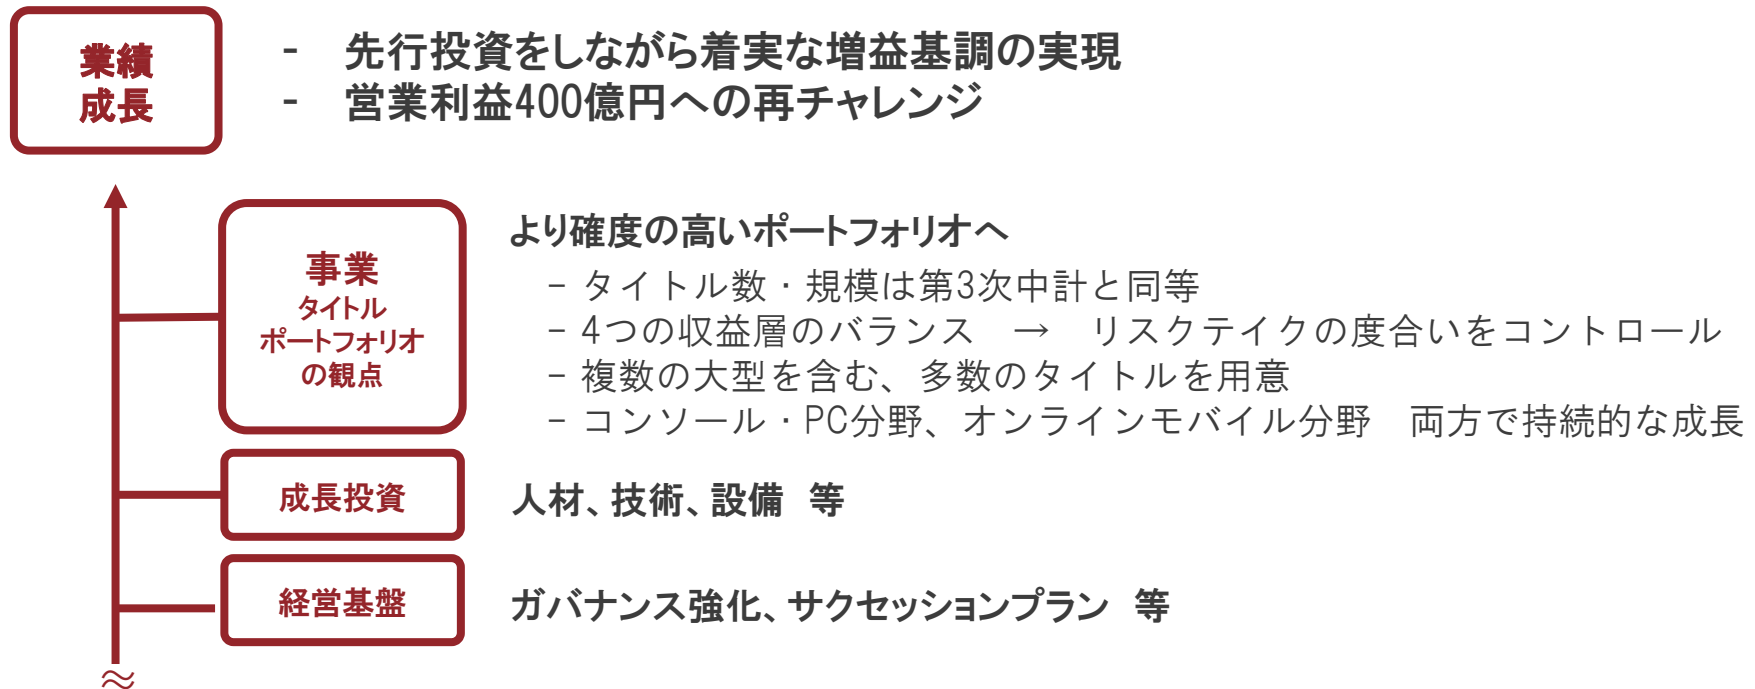 業績
成長
- 先行投資をしながら着実な増益基調の実現
- 営業利益400億円への再チャレンジ
事業
タイトル
ポートフォリオ
の観点
より確度の高いポートフォリオへ
- タイトル数・規模は第3次中計と同等
- 4つの収益層のバランス　→　リスクテイクの度合いをコントロール
- 複数の大型を含む、多数のタイトルを用意
- コンソール・PC分野、オンラインモバイル分野　両方で持続的な成長
成長投資
人材、技術、設備　等
経営基盤
ガバナンス強化、サクセッションプラン　等